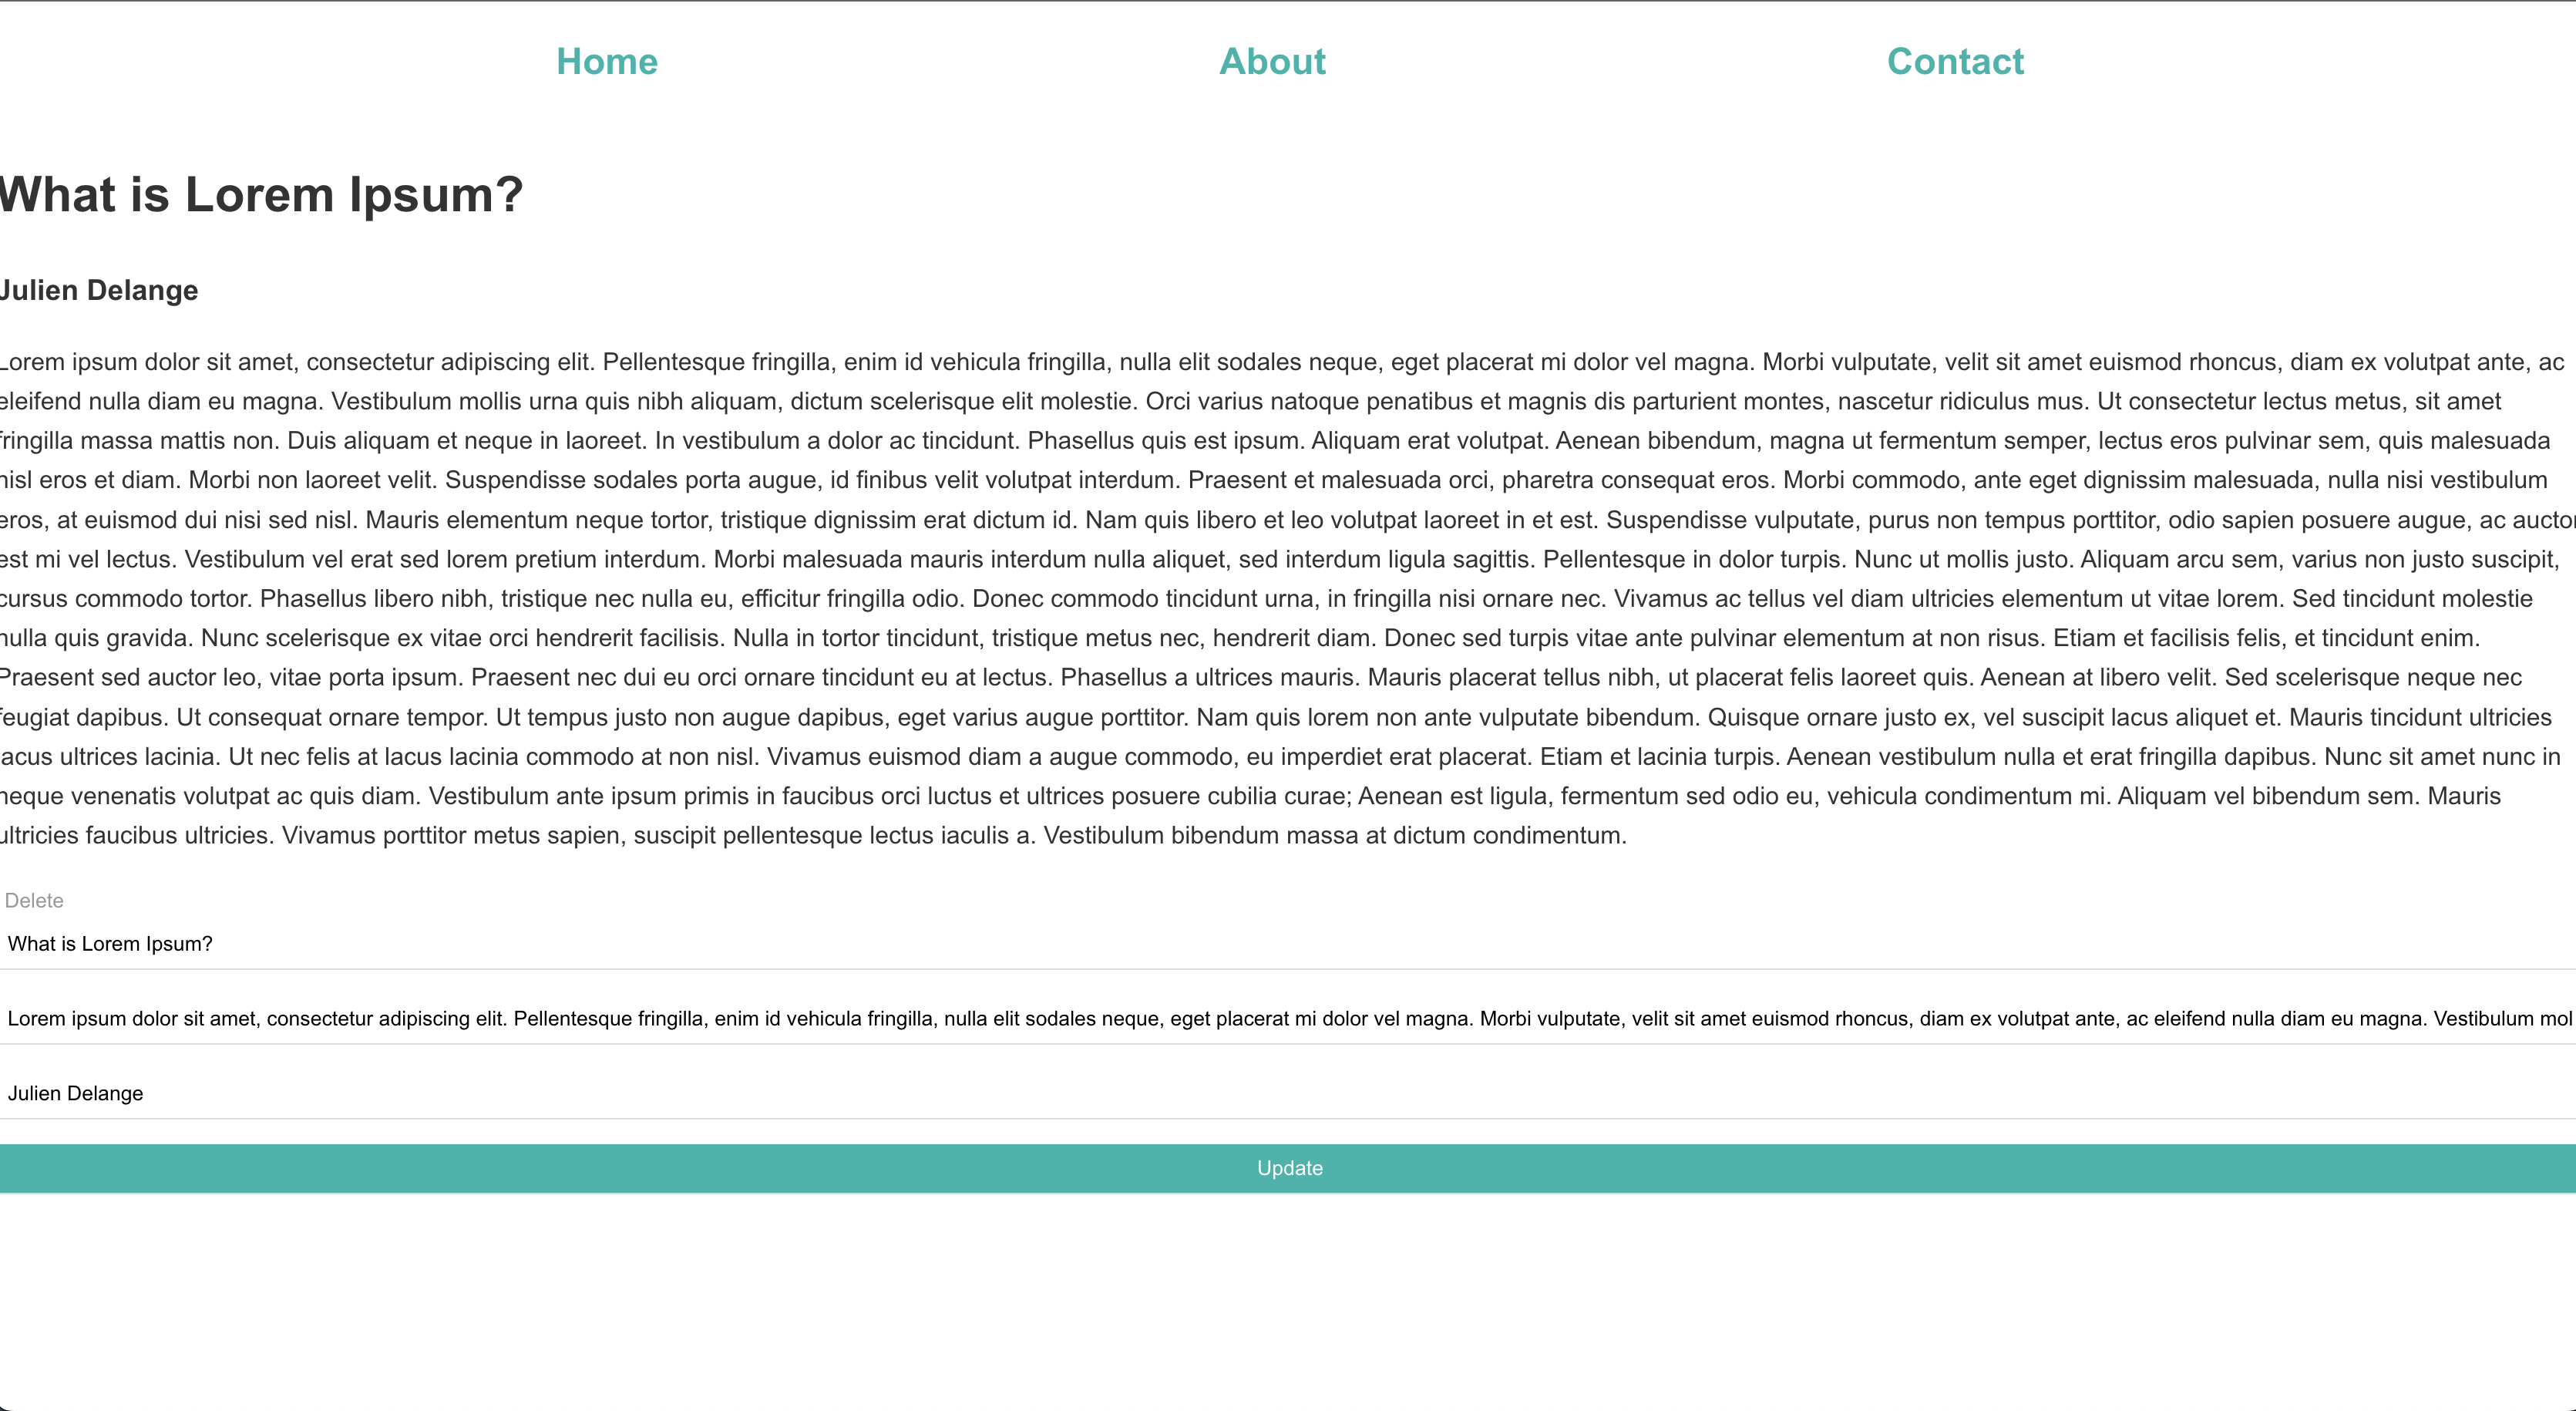 Home About Contact
What is Lorem Ipsum?
Julien Delange
Lorem ipsum dolor sit amet, consectetur adipiscing elit. Pellentesque fringilla, enim id vehicula fringilla, nulla elit sodales neque, eget placerat mi dolor vel magna. Morbi vulputate, velit sit amet euismod rhoncus, diam ex volutpat ante, ac
eleifend nulla diam eu magna. Vestibulum mollis urna quis nibh aliquam, dictum scelerisque elit molestie. Orci varius natoque penatibus et magnis dis parturient montes, nascetur ridiculus mus. Ut consectetur lectus metus, sit amet
fringilla massa mattis non. Duis aliquam et neque in laoreet. In vestibulum a dolor ac tincidunt. Phasellus quis est ipsum. Aliquam erat volutpat. Aenean bibendum, magna ut fermentum semper, lectus eros pulvinar sem, quis malesuada
nisl eros et diam. Morbi non laoreet velit. Suspendisse sodales porta augue, id finibus velit volutpat interdum. Praesent et malesuada orci, pharetra consequat eros. Morbi commodo, ante eget dignissim malesuada, nulla nisi vestibulum
eros, at euismod dui nisi sed nisl. Mauris elementum neque tortor, tristique dignissim erat dictum id. Nam quis libero et leo volutpat laoreet in et est. Suspendisse vulputate, purus non tempus porttitor, odio sapien posuere augue, ac auctor
est mi vel lectus. Vestibulum vel erat sed lorem pretium interdum. Morbi malesuada mauris interdum nulla aliquet, sed interdum ligula sagittis. Pellentesque in dolor turpis. Nunc ut mollis justo. Aliquam arcu sem, varius non justo suscipit,
cursus commodo tortor. Phasellus libero nibh, tristique nec nulla eu, efficitur fringilla odio. Donec commodo tincidunt urna, in fringilla nisi ornare nec. Vivamus ac tellus vel diam ultricies elementum ut vitae lorem. Sed tincidunt molestie
nulla quis gravida. Nunc scelerisque ex vitae orci hendrerit facilisis. Nulla in tortor tincidunt, tristique metus nec, hendrerit diam. Donec sed turpis vitae ante pulvinar elementum at non risus. Etiam et facilisis felis, et tincidunt enim.
Praesent sed auctor leo, vitae porta ipsum. Praesent nec dui eu orci ornare tincidunt eu at lectus. Phasellus a ultrices mauris. Mauris placerat tellus nibh, ut placerat felis laoreet quis. Aenean at libero velit. Sed scelerisque neque nec
feugiat dapibus. Ut consequat ornare tempor. Ut tempus justo non augue dapibus, eget varius augue porttitor. Nam quis lorem non ante vulputate bibendum. Quisque ornare justo ex, vel suscipit lacus aliquet et. Mauris tincidunt ultricies
lacus ultrices lacinia. Ut nec felis at lacus lacinia commodo at non nisl. Vivamus euismod diam a augue commodo, eu imperdiet erat placerat. Etiam et lacinia turpis. Aenean vestibulum nulla et erat fringilla dapibus. Nunc sit amet nunc in
neque venenatis volutpat ac quis diam. Vestibulum ante ipsum primis in faucibus orci luctus et ultrices posuere cubilia curae; Aenean est ligula, fermentum sed odio eu, vehicula condimentum mi. Aliquam vel bibendum sem. Mauris
ultricies faucibus ultricies. Vivamus porttitor metus sapien, suscipit pellentesque lectus iaculis a. Vestibulum bibendum massa at dictum condimentum.
Delete
What is Lorem Ipsum?
Lorem ipsum dolor sit amet, consectetur adipiscing elit. Pellentesque fringilla, enim id vehicula fringilla, nulla elit sodales neque, eget placerat mi dolor vel magna. Morbi vulputate, velit sit amet euismod rhoncus, diam ex volutpat ante, ac eleifend nulla diam eu magna. Vestibulum mol
Julien Delange
Update